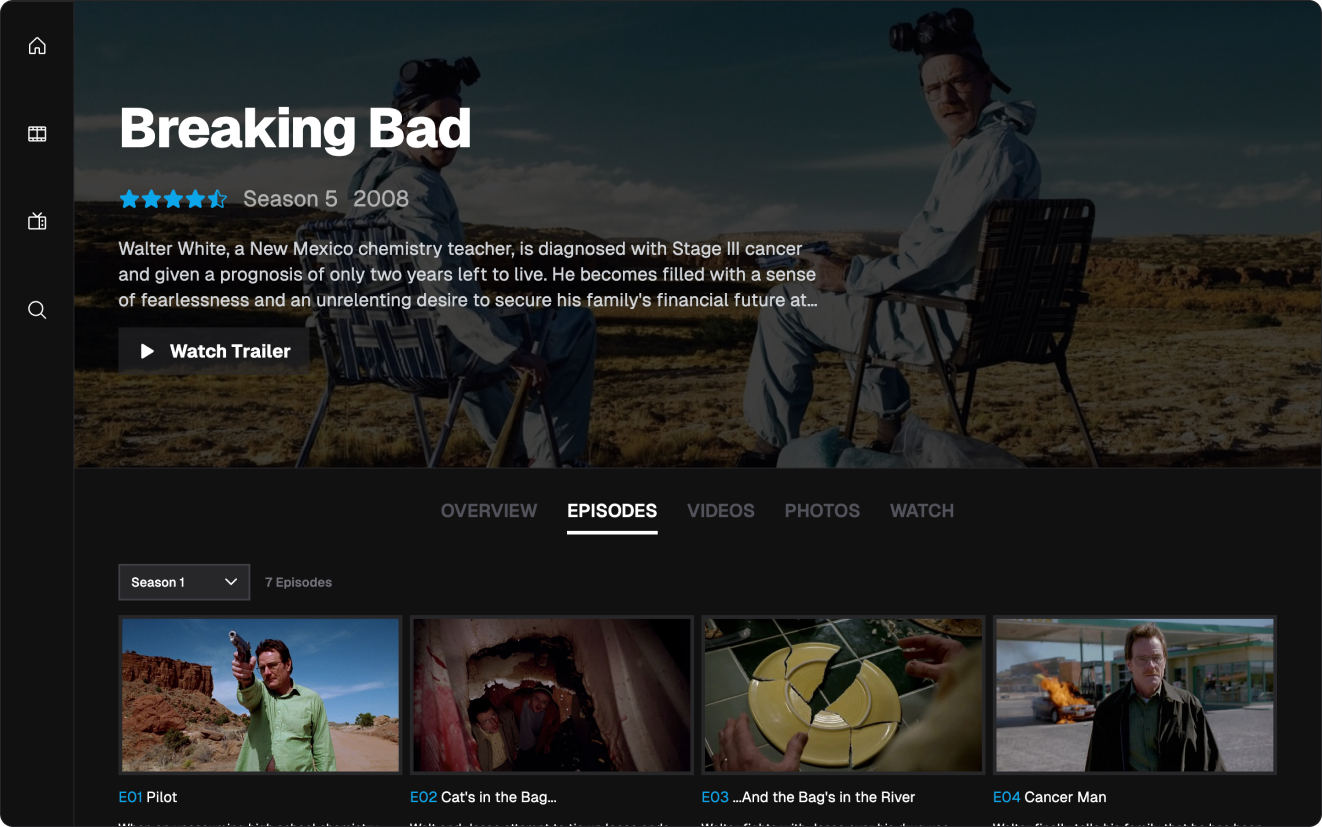 Breaking Bad
Season 5 2008
Walter White, a New Mexico chemistry teacher, is diagnosed with Stage III cancer
and given a prognosis of only two years left to live. He becomes filled with a sense
of fearlessness and an unrelenting desire to secure his family's financial future at...
Watch Trailer
OVERVIEW EPISODES VIDEOS PHOTOS WATCH
Season 1 7 Episodes
E01 Pilot
E02 Cat's in the Bag...
E03 ...And the Bag's in the River
E04 Cancer Man